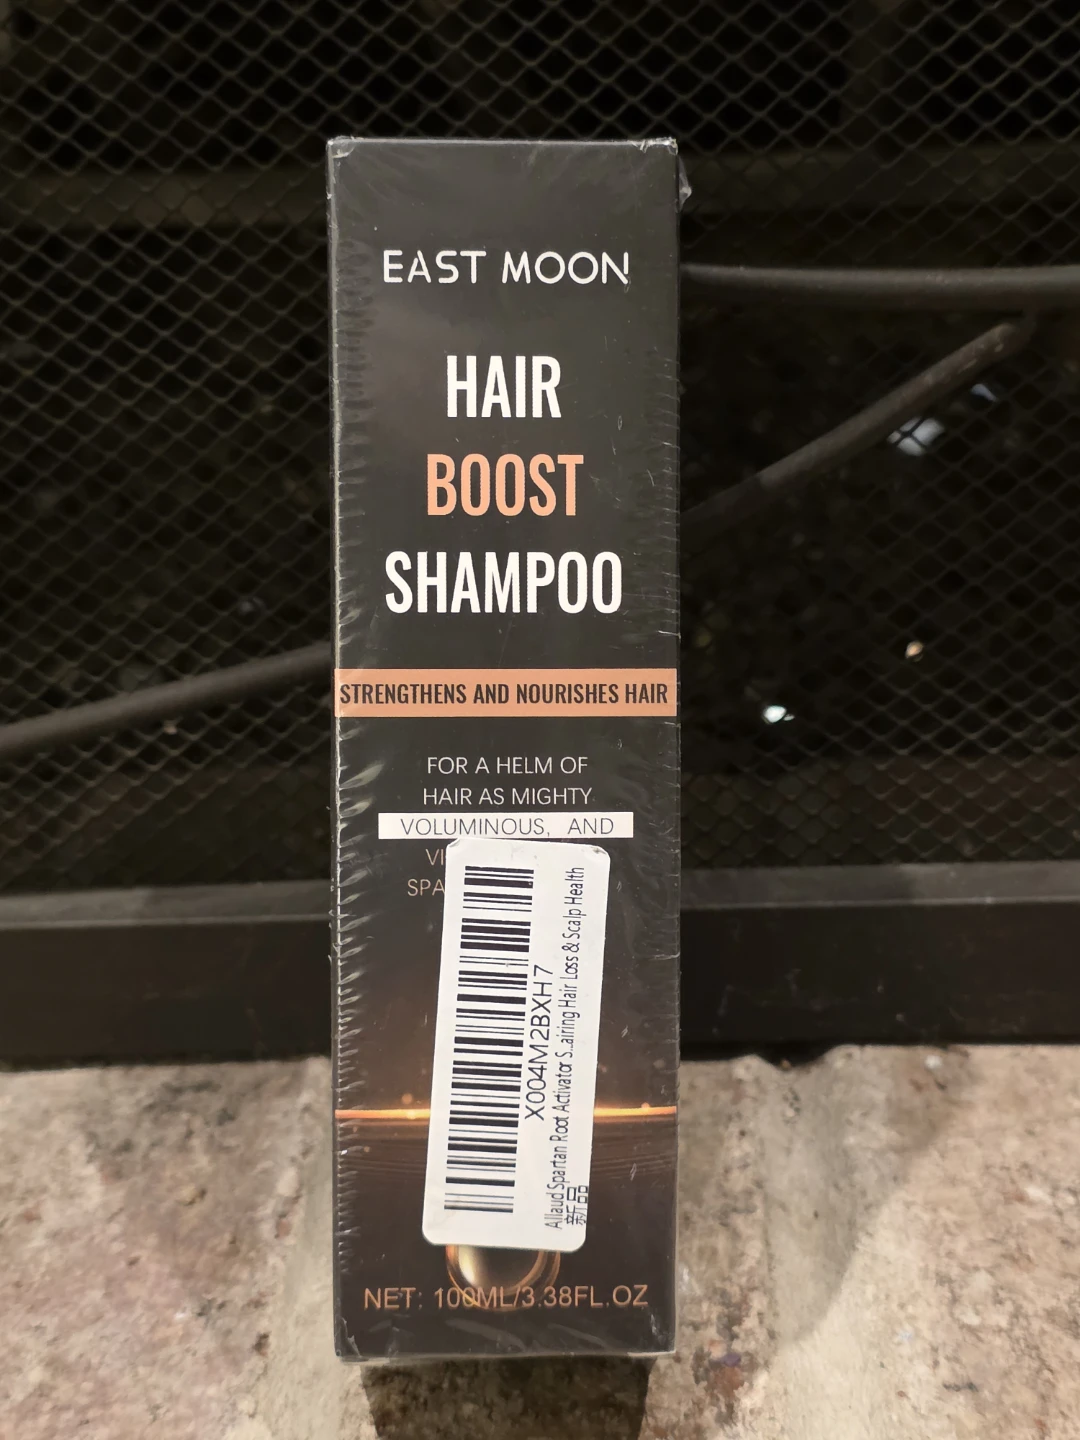 EAST MOON
HAIR
BOOST
SHAMPOO
STRENGTHENS AND NOURISHES HAIR
FOR A HELM OF
HAIR AS MIGHTY
VOLUMINOUS, AND
X004M2BXH7
Allaud Spartan Root Activator S...airing Hair Loss & Scalp Health
新品
NET: 100ML/3.38FL.OZ